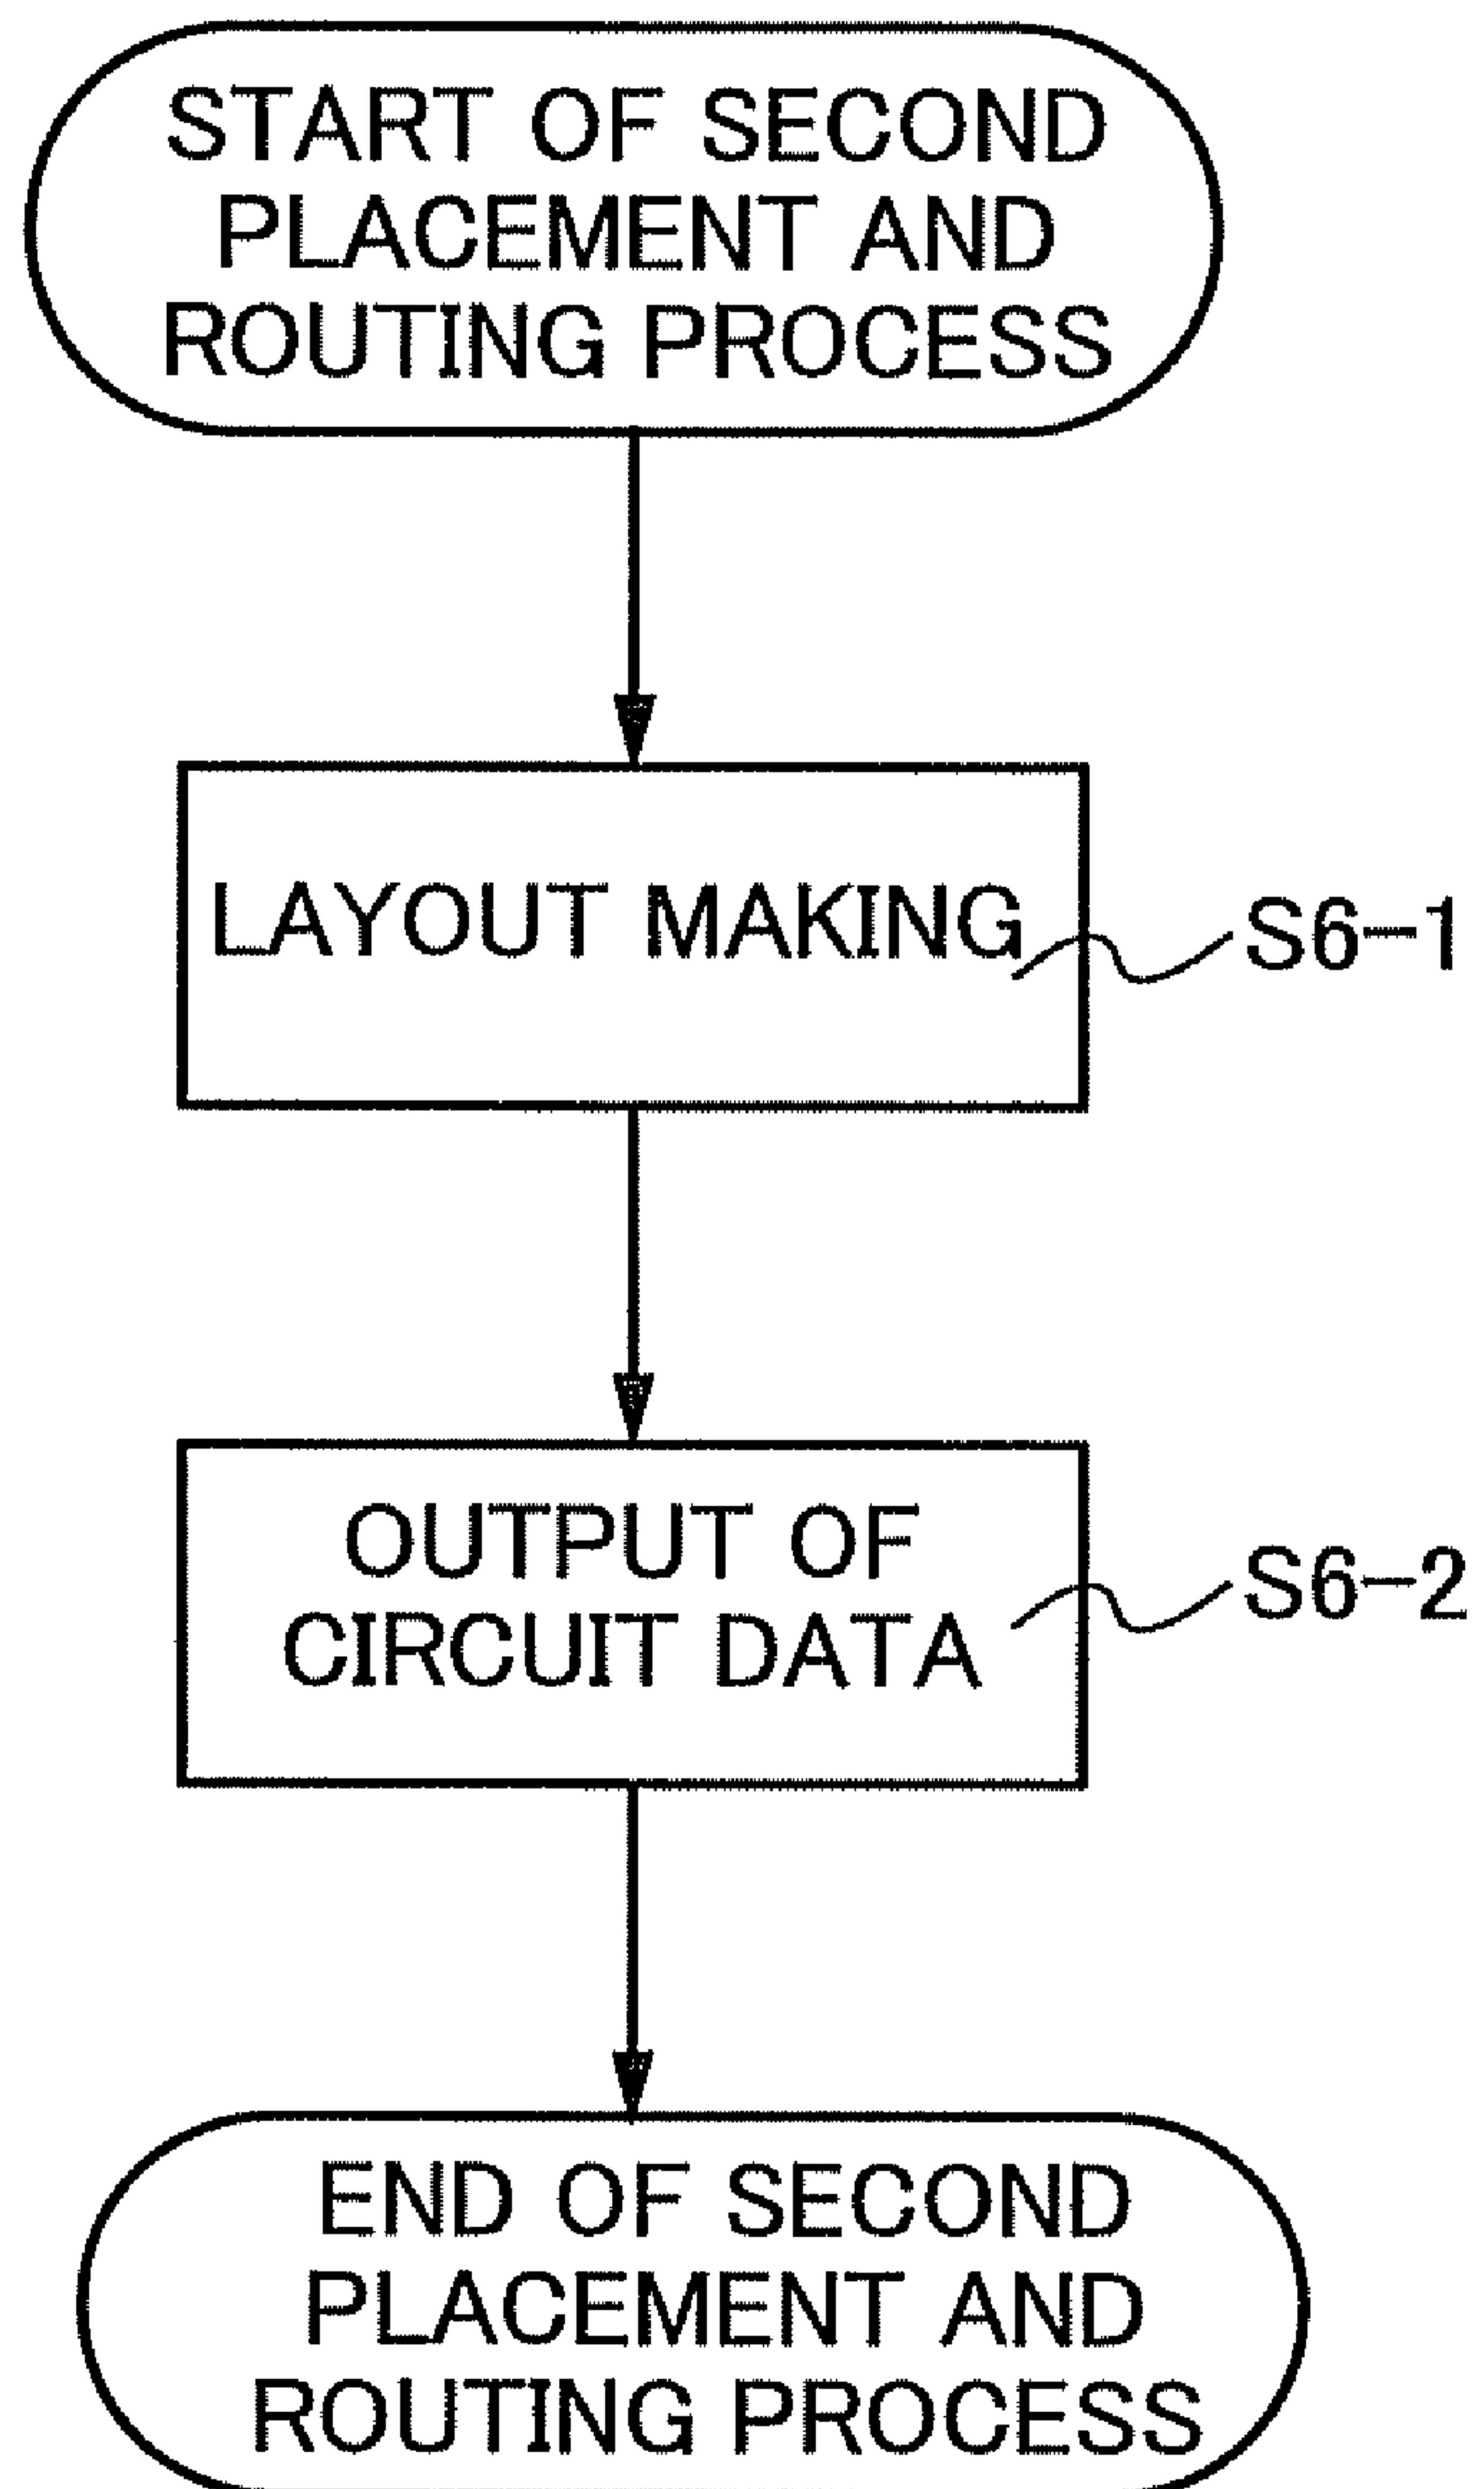 START OF SECOND
PLACEMENT AND
ROUTING PROCESS
LAYOUT MAKING
S6-1
OUTPUT OF
CIRCUIT DATA
S6-2
END OF SECOND
PLACEMENT AND
ROUTING PROCESS